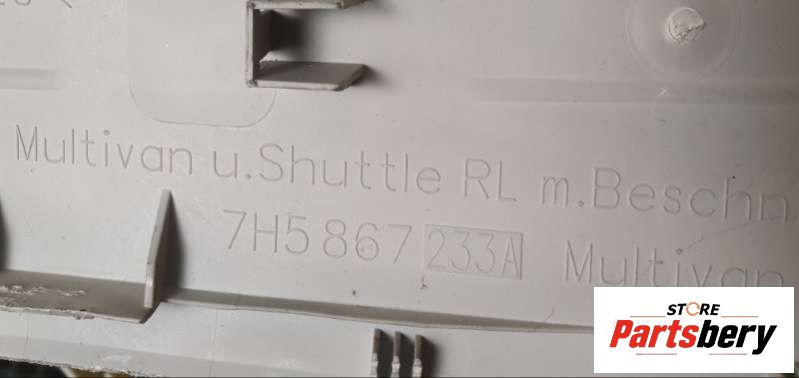 Multivan u.Shuttle RL m.Beschn.
7H5 867 233A Multivan
STORE
Partsbery